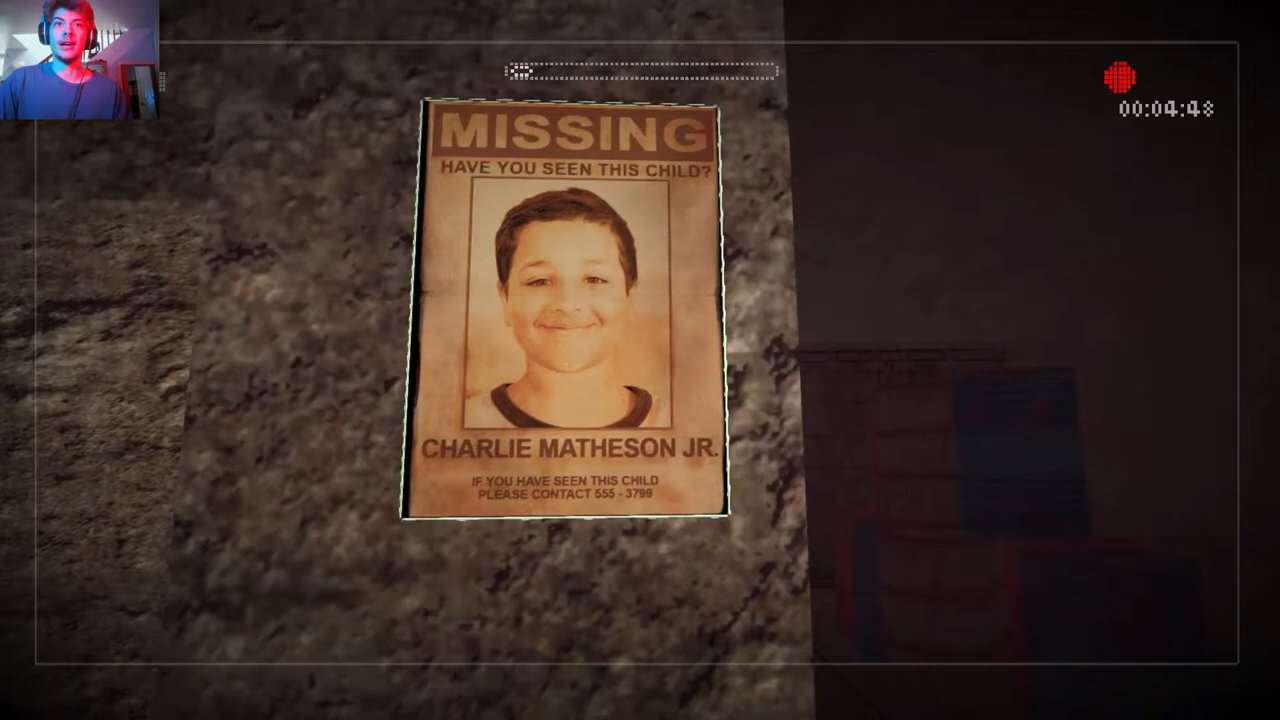 00:04:48
MISSING
HAVE YOU SEEN THIS CHILD?
CHARLIE MATHESON JR.
IF YOU HAVE SEEN THIS CHILD
PLEASE CONTACT 555 - 3799